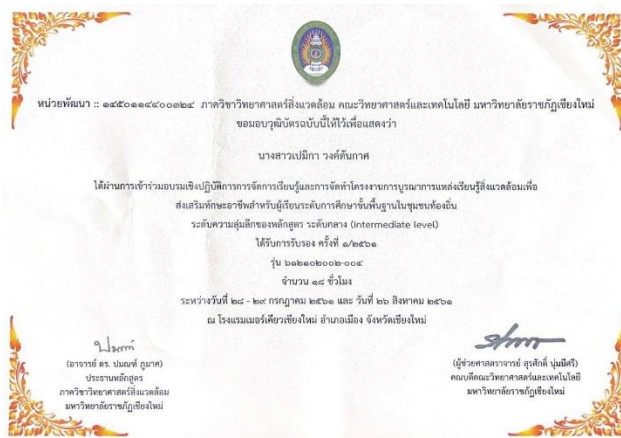 หน่วยพัฒนา :: ๑๔๕๐๑๑๔๔๐๐๓๒๔ ภาควิชาวิทยาศาสตร์สิ่งแวดล้อม คณะวิทยาศาสตร์และเทคโนโลยี มหาวิทยาลัยราชภัฏเชียงใหม่
ขอมอบวุฒิบัตรฉบับนี้ให้ไว้เพื่อแสดงว่า
นางสาวเปมิกา วงค์ต้นกาศ
ได้ผ่านการเข้าร่วมอบรมเชิงปฏิบัติการการจัดการเรียนรู้และการจัดทำโครงงานการบูรณาการแหล่งเรียนรู้สิ่งแวดล้อมเพื่อ
ส่งเสริมทักษะอาชีพสำหรับผู้เรียนระดับการศึกษาขั้นพื้นฐานในชุมชนท้องถิ่น
ระดับความลุ่มลึกของหลักสูตร ระดับกลาง (intermediate level)
ได้รับการรับรอง ครั้งที่ ๑/๒๕๖๑
รุ่น ๖๑๒๑๐๒๐๐๒-๐๐๔
จำนวน ๑๘ ชั่วโมง
ระหว่างวันที่ ๒๘ - ๒๙ กรกฎาคม ๒๕๖๑ และ วันที่ ๒๖ สิงหาคม ๒๕๖๑
ณ โรงแรมเมอร์เคียวเชียงใหม่ อำเภอเมือง จังหวัดเชียงใหม่
(อาจารย์ ดร. ปมณฑ์ ภูมาศ)
ประธานหลักสูตร
ภาควิชาวิทยาศาสตร์สิ่งแวดล้อม
มหาวิทยาลัยราชภัฏเชียงใหม่
(ผู้ช่วยศาสตราจารย์ สุรศักดิ์ นุ่มมีศรี)
คณบดีคณะวิทยาศาสตร์และเทคโนโลยี
มหาวิทยาลัยราชภัฏเชียงใหม่